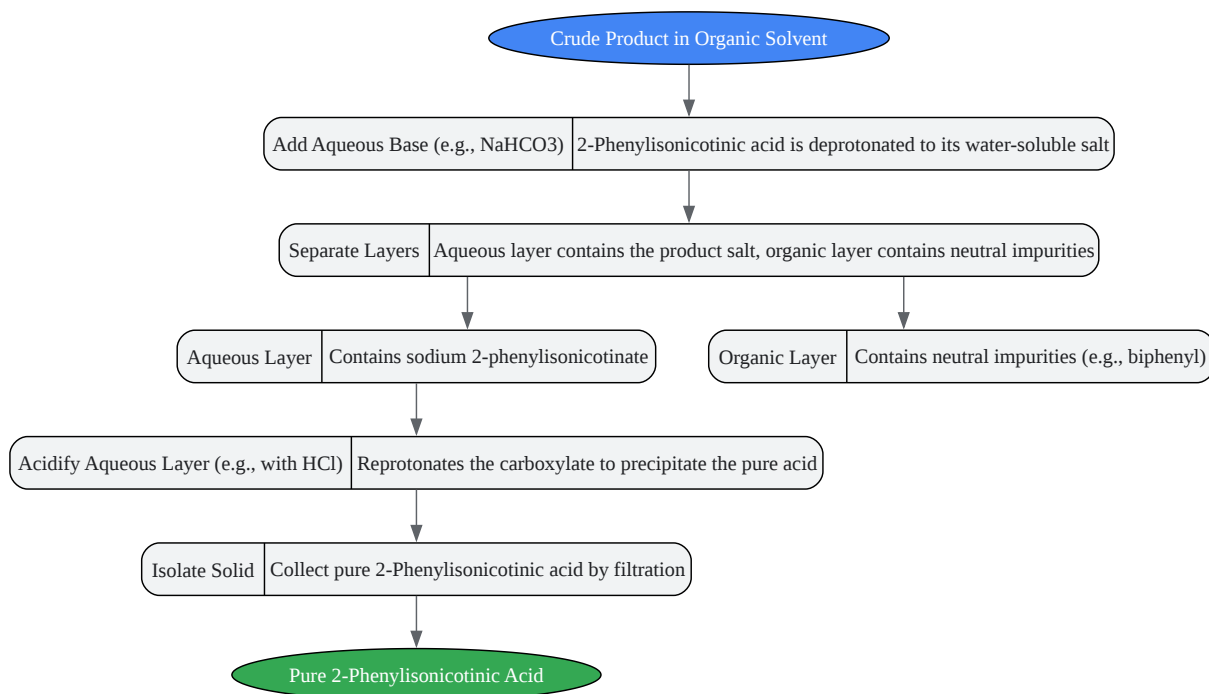 Crude Product in Organic Solvent
Add Aqueous Base (e.g., NaHCO3) 2-Phenylisonicotinic acid is deprotonated to its water-soluble salt
Separate Layers Aqueous layer contains the product salt, organic layer contains neutral impurities
Aqueous Layer Contains sodium 2-phenylisonicotinate
Organic Layer Contains neutral impurities (e.g., biphenyl)
Acidify Aqueous Layer (e.g., with HCl) Reprotonates the carboxylate to precipitate the pure acid
Isolate Solid Collect pure 2-Phenylisonicotinic acid by filtration
Pure 2-Phenylisonicotinic Acid